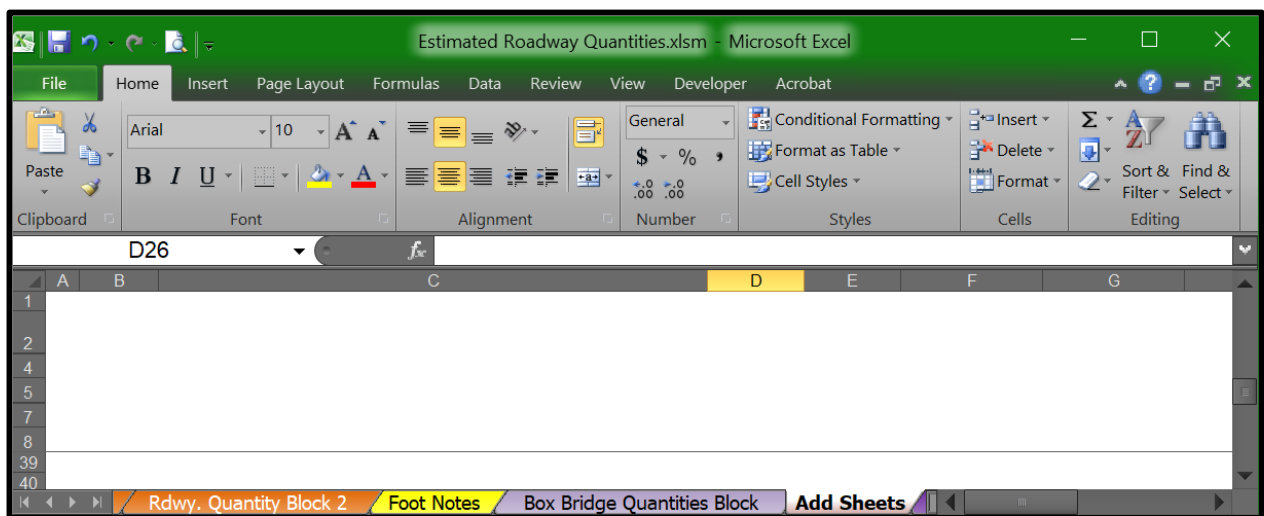 Estimated Roadway Quantities.xlsm - Microsoft Excel
File Home Insert Page Layout Formulas Data Review View Developer Acrobat
Arial 10 A A General Conditional Formatting Insert Σ
Format as Table Delete
Paste B I U A $ % , Cell Styles Format Sort & Filter Find & Select
Clipboard Font Alignment Number Styles Cells Editing
D26 fx
A B C D E F G
1
2
4
5
7
8
39
40
Rdwy. Quantity Block 2 Foot Notes Box Bridge Quantities Block Add Sheets